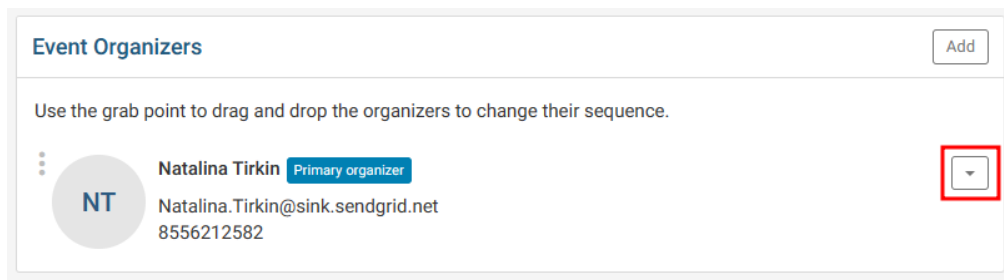 Event Organizers
Add
Use the grab point to drag and drop the organizers to change their sequence.
Natalina Tirkin Primary organizer
NT
Natalina.Tirkin@sink.sendgrid.net
8556212582